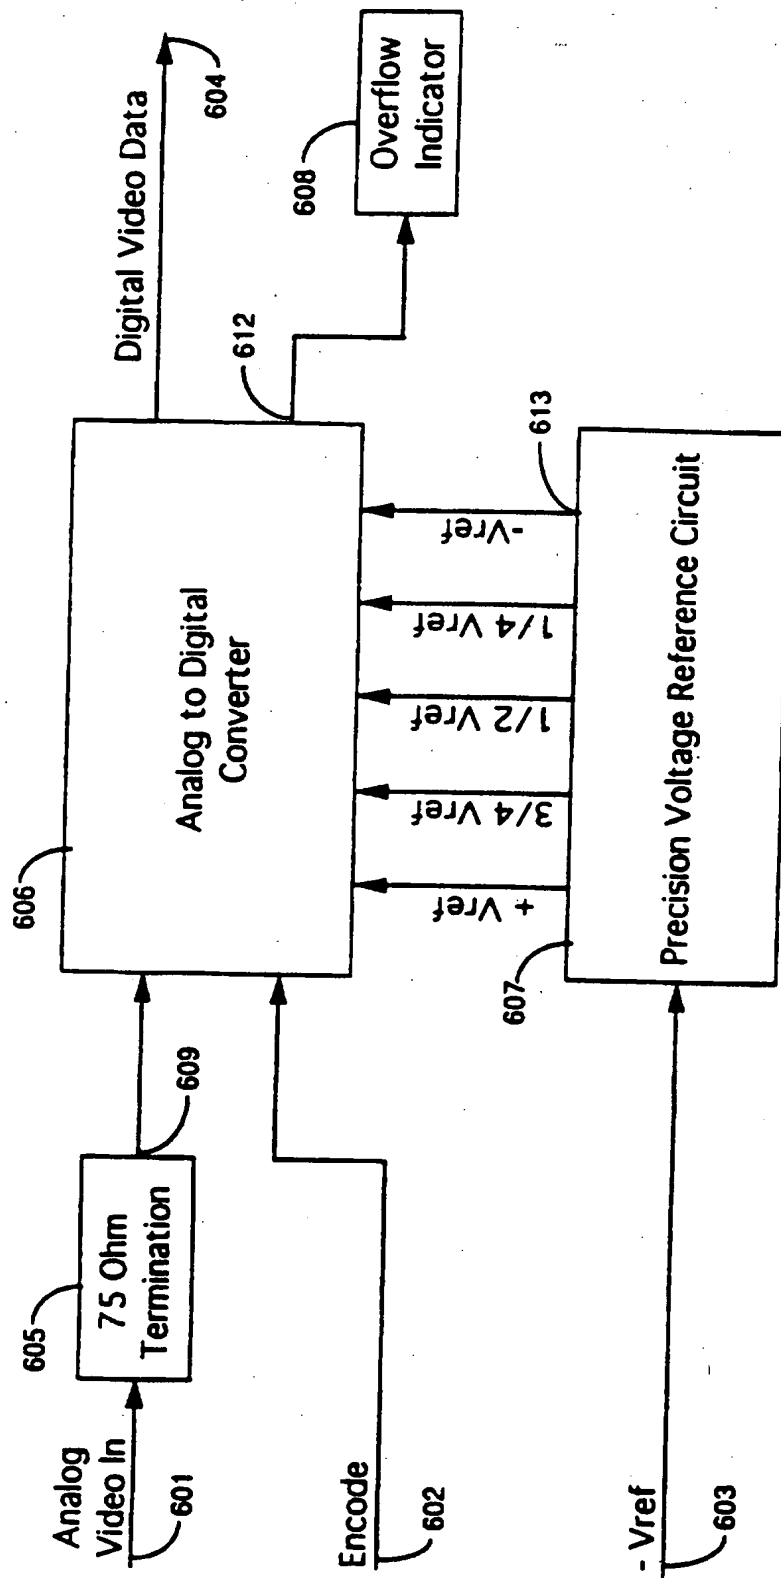 Analog
Video In
601
605
75 Ohm
Termination
609
Encode
602
606
Analog to Digital
Converter
Digital Video Data
604
612
608
Overflow
Indicator
+ Vref
3/4 Vref
1/2 Vref
1/4 Vref
-Vref
613
607
Precision Voltage Reference Circuit
- Vref
603